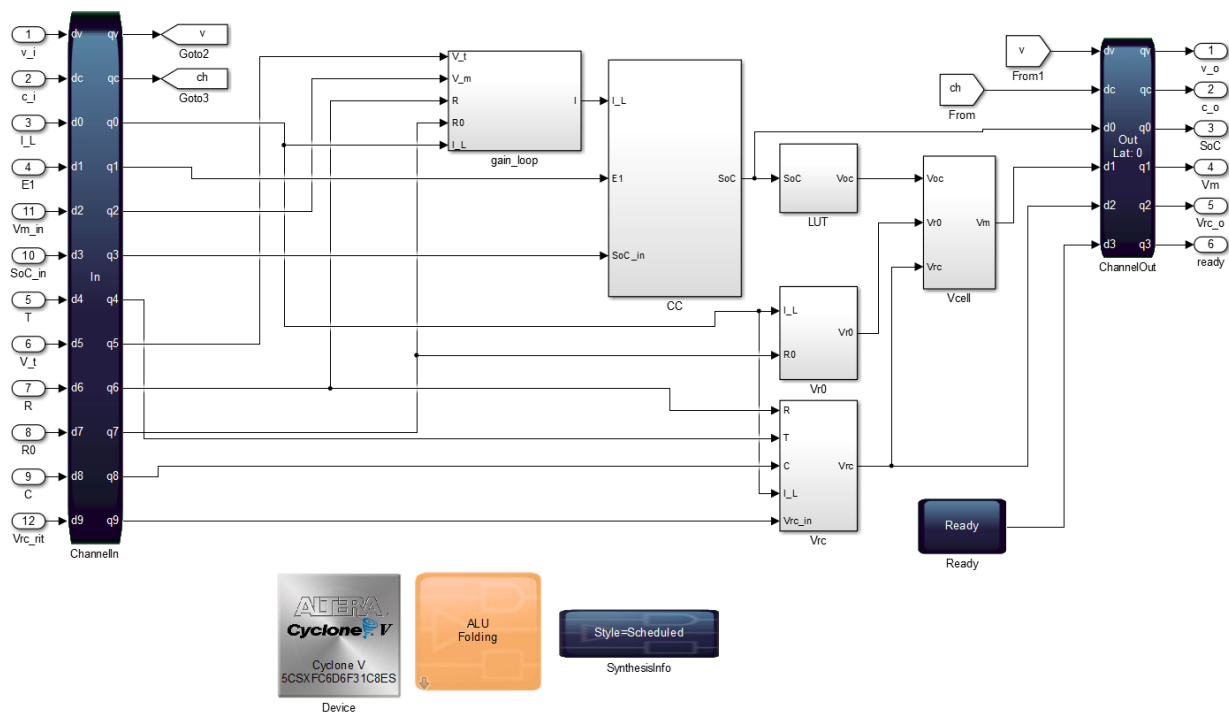 1
v_i
2
c_i
3
I_L
4
E1
11
Vm_in
10
SoC_in
5
T
6
V_t
7
R
8
R0
9
C
12
Vrc_rit
dv
qv
dc
qc
d0
q0
d1
q1
d2
q2
d3
q3
In
d4
q4
d5
q5
d6
q6
d7
q7
d8
q8
d9
q9
ChannelIn
v
Goto2
ch
Goto3
V_t
V_m
R
R0
I_L
I
gain_loop
I_L
E1
SoC_in
SoC
CC
SoC
Voc
LUT
I_L
R0
Vr0
Vr0
R
T
C
I_L
Vrc_in
Vrc
Vrc
Voc
Vr0
Vrc
Vm
Vcell
v
From1
ch
From
Ready
Ready
dv
qv
dc
qc
d0
q0
Out
Lat: 0
d1
q1
d2
q2
d3
q3
ChannelOut
1
v_o
2
c_o
3
SoC
4
Vm
5
Vrc_o
6
ready
ALTERA
Cyclone V
Cyclone V
5CSXFC6D6F31C8ES
Device
ALU
Folding
Style=Scheduled
SynthesisInfo